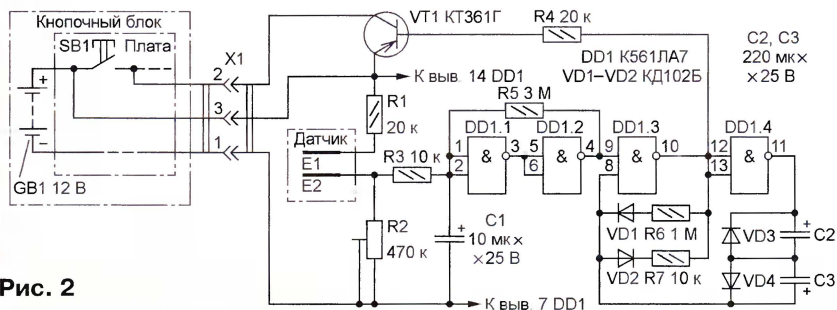 Кнопочный блок
SB1
Плата
X1
2
3
1
+
−
GB1 12 В
VT1 КТ361Г
R4 20 к
DD1 К561ЛА7
VD1–VD2 КД102Б
C2, C3
220 мк×
×25 В
К выв. 14 DD1
R1
20 к
R5 3 М
Датчик
E1
E2
R3 10 к
DD1.1
DD1.2
DD1.3
DD1.4
1
2
&
3
5
6
&
4
9
8
&
10
12
13
&
11
R2
470 к
+
C1
10 мк×
×25 В
VD1
R6 1 М
VD2
R7 10 к
VD3
VD4
+
C2
+
C3
К выв. 7 DD1
Рис. 2